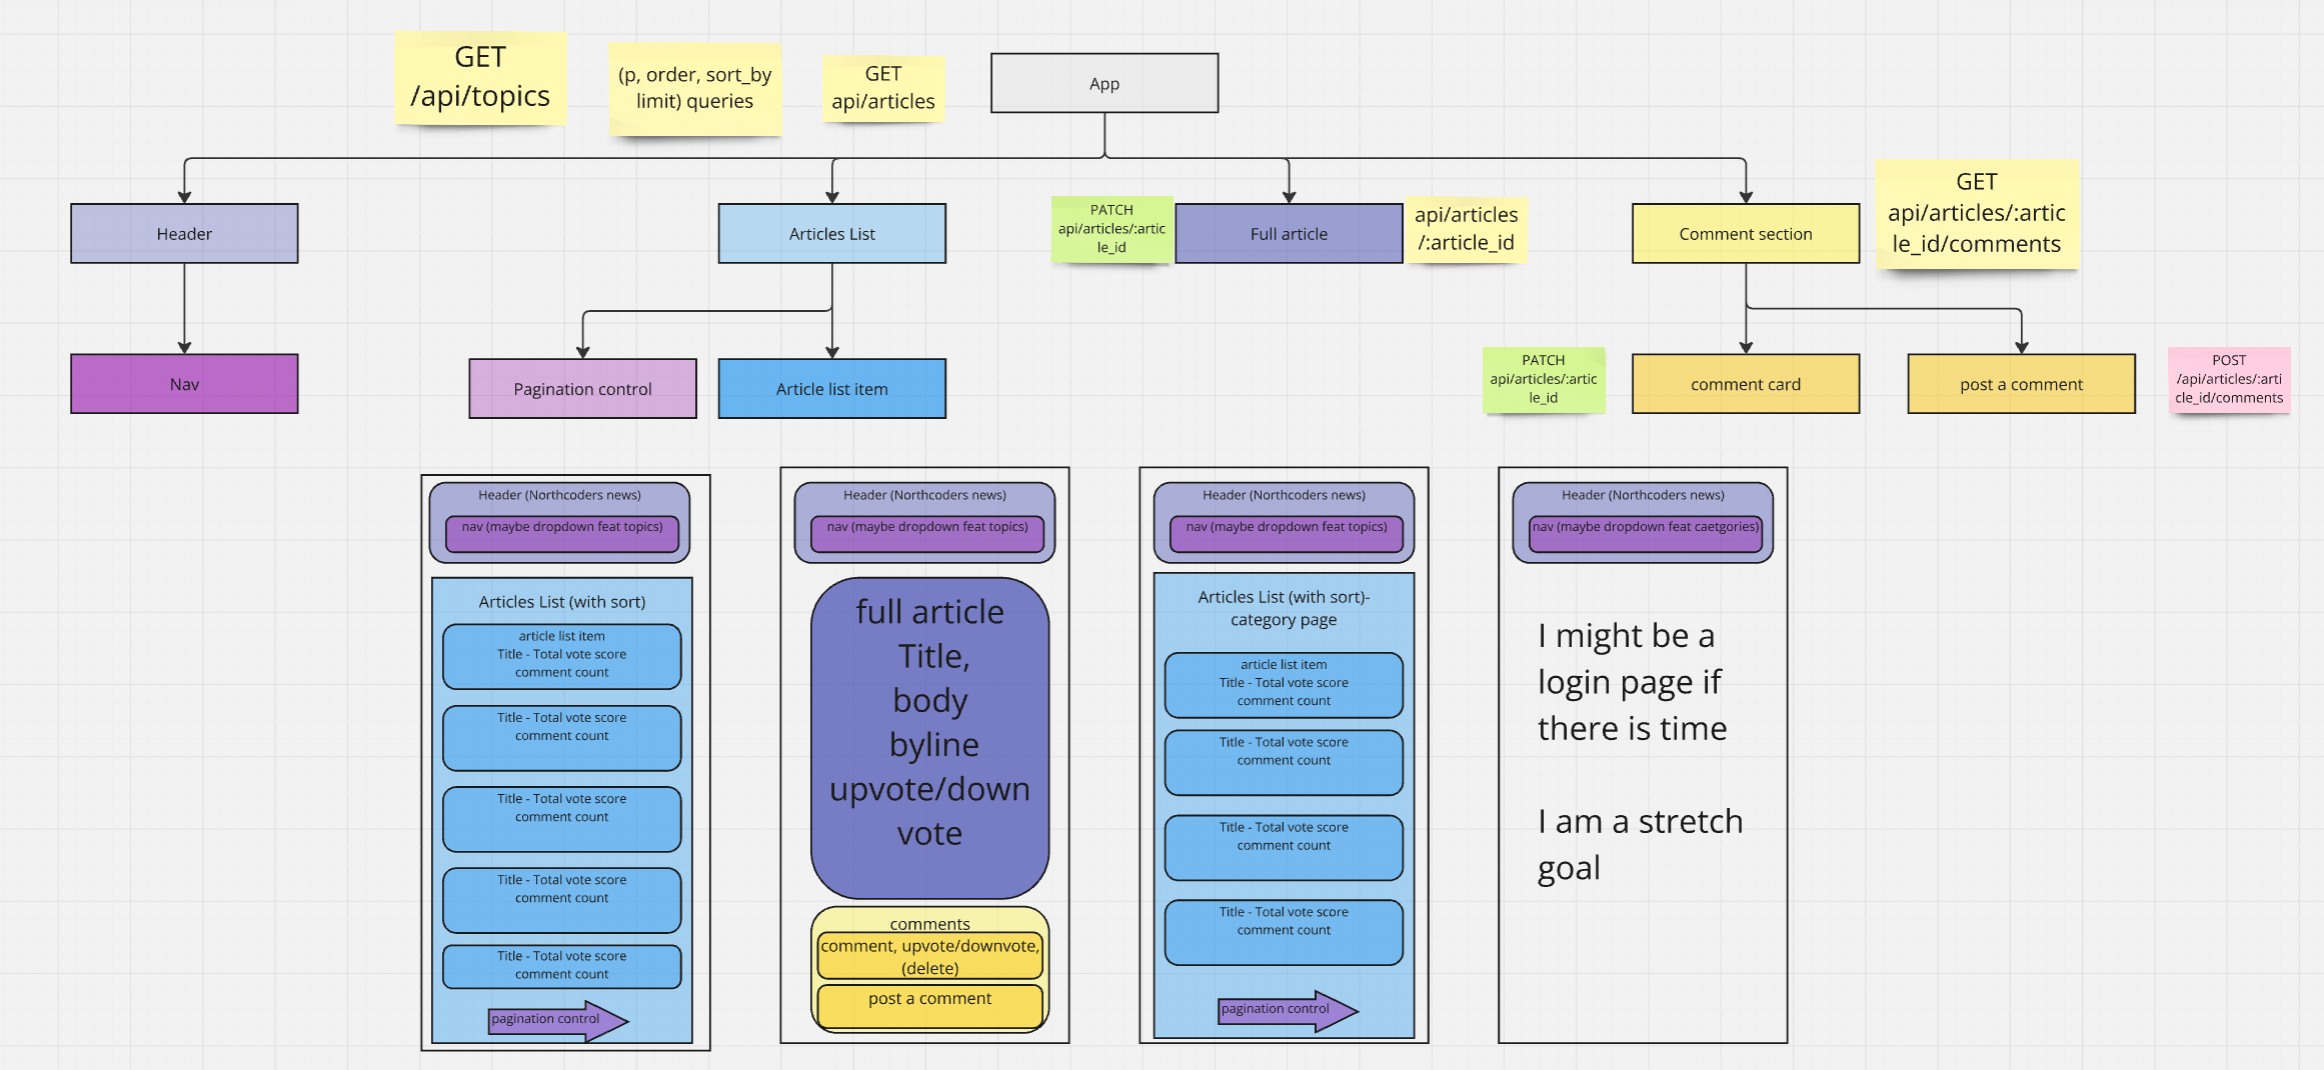 GET
/api/topics
(p, order, sort_by
limit) queries
GET
api/articles
App
Header
Articles List
PATCH
api/articles/:artic
le_id
Full article
api/articles
/:article_id
Comment section
GET
api/articles/:artic
le_id/comments
Nav
Pagination control
Article list item
PATCH
api/articles/:artic
le_id
comment card
post a comment
POST
/api/articles/:arti
cle_id/comments
Header (Northcoders news)
nav (maybe dropdown feat topics)
Articles List (with sort)
article list item
Title - Total vote score
comment count
Title - Total vote score
comment count
Title - Total vote score
comment count
Title - Total vote score
comment count
Title - Total vote score
comment count
pagination control
Header (Northcoders news)
nav (maybe dropdown feat topics)
full article
Title,
body
byline
upvote/down
vote
comments
comment, upvote/downvote,
(delete)
post a comment
Header (Northcoders news)
nav (maybe dropdown feat topics)
Articles List (with sort)-
category page
article list item
Title - Total vote score
comment count
Title - Total vote score
comment count
Title - Total vote score
comment count
Title - Total vote score
comment count
pagination control
Header (Northcoders news)
nav (maybe dropdown feat caetgories)
I might be a
login page if
there is time
I am a stretch
goal